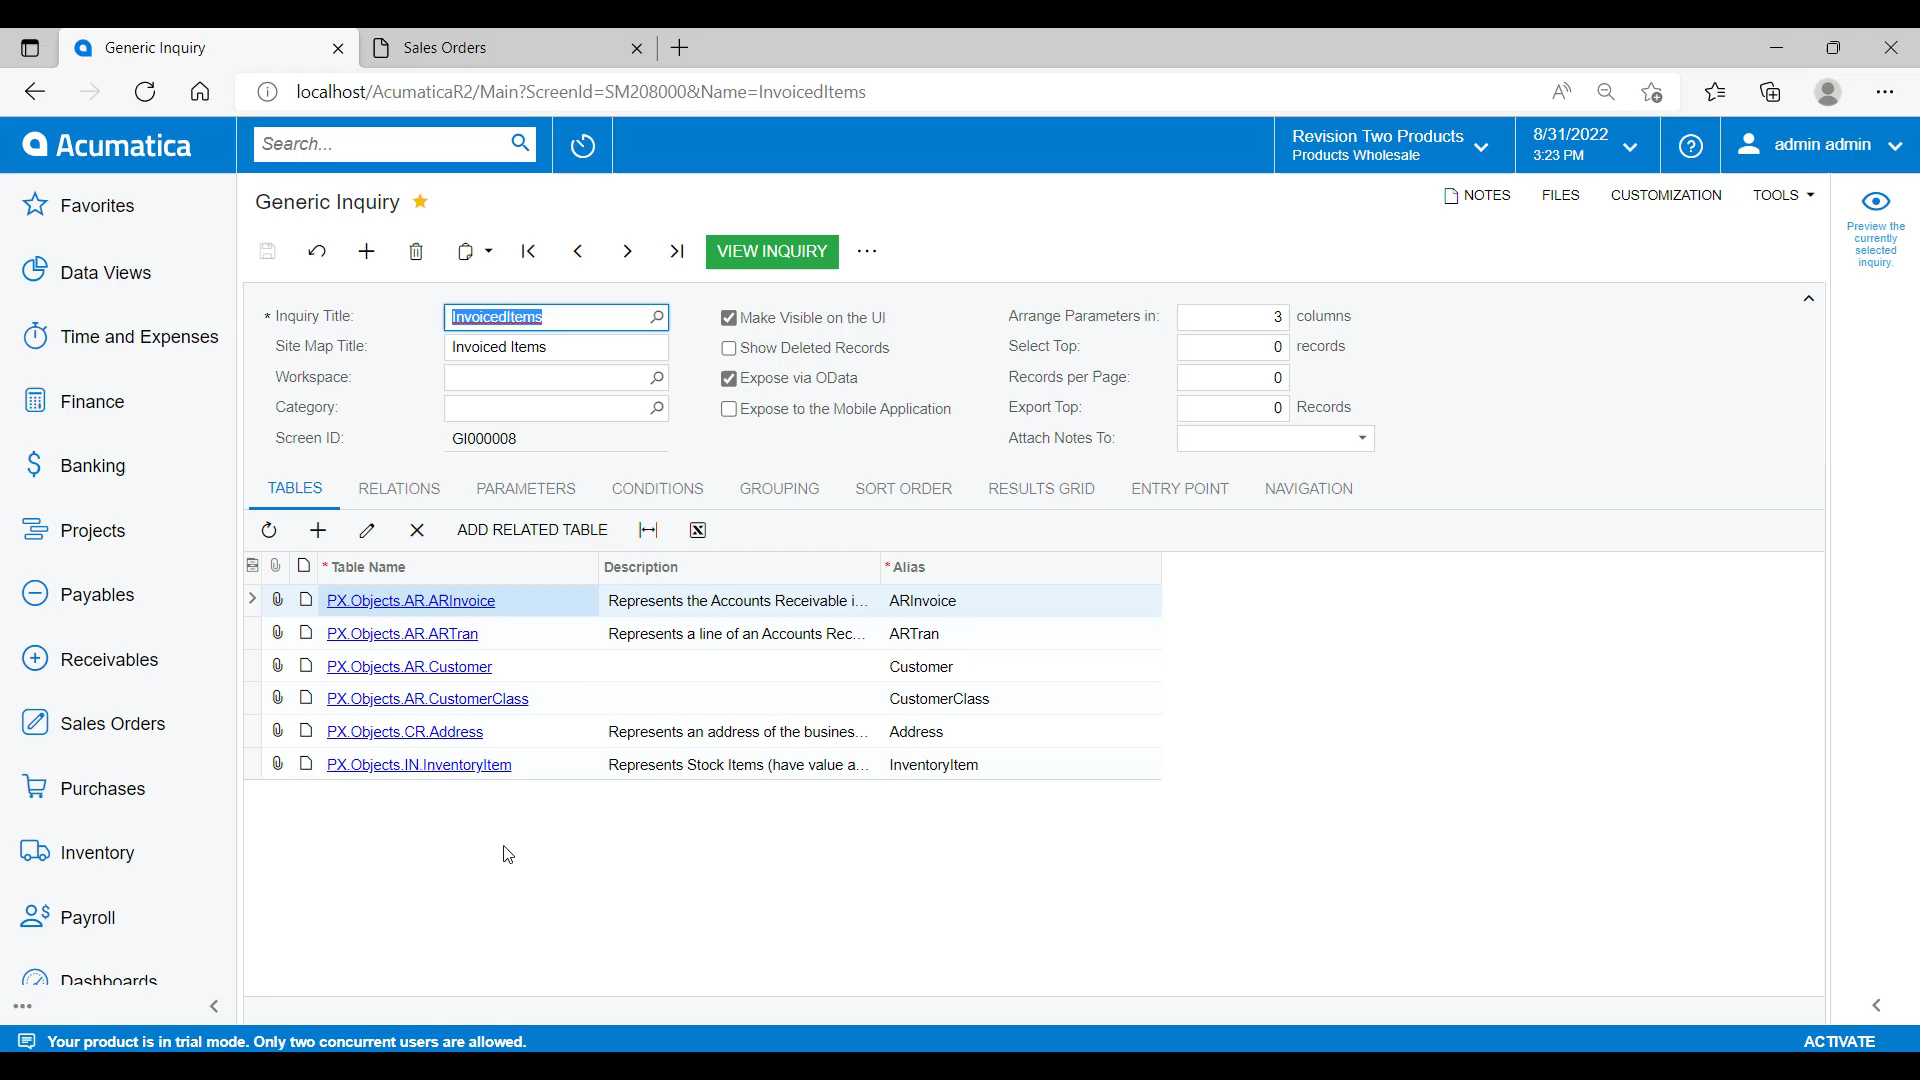 Generic Inquiry
Sales Orders
localhost/AcumaticaR2/Main?ScreenId=SM208000&Name=InvoicedItems
Acumatica
Search...
Revision Two Products
Products Wholesale
8/31/2022
3:23 PM
admin admin
Favorites
Data Views
Time and Expenses
Finance
Banking
Projects
Payables
Receivables
Sales Orders
Purchases
Inventory
Payroll
Dashboards
Generic Inquiry
NOTES
FILES
CUSTOMIZATION
TOOLS
VIEW INQUIRY
Preview the
currently
selected
inquiry.
* Inquiry Title:
InvoicedItems
Site Map Title:
Invoiced Items
Workspace:
Category:
Screen ID:
GI000008
Make Visible on the UI
Show Deleted Records
Expose via OData
Expose to the Mobile Application
Arrange Parameters in:
3
columns
Select Top:
0
records
Records per Page:
0
Export Top:
0
Records
Attach Notes To:
TABLES
RELATIONS
PARAMETERS
CONDITIONS
GROUPING
SORT ORDER
RESULTS GRID
ENTRY POINT
NAVIGATION
ADD RELATED TABLE
* Table Name
Description
* Alias
PX.Objects.AR.ARInvoice
Represents the Accounts Receivable i...
ARInvoice
PX.Objects.AR.ARTran
Represents a line of an Accounts Rec...
ARTran
PX.Objects.AR.Customer
Customer
PX.Objects.AR.CustomerClass
CustomerClass
PX.Objects.CR.Address
Represents an address of the busines...
Address
PX.Objects.IN.InventoryItem
Represents Stock Items (have value a...
InventoryItem
Your product is in trial mode. Only two concurrent users are allowed.
ACTIVATE